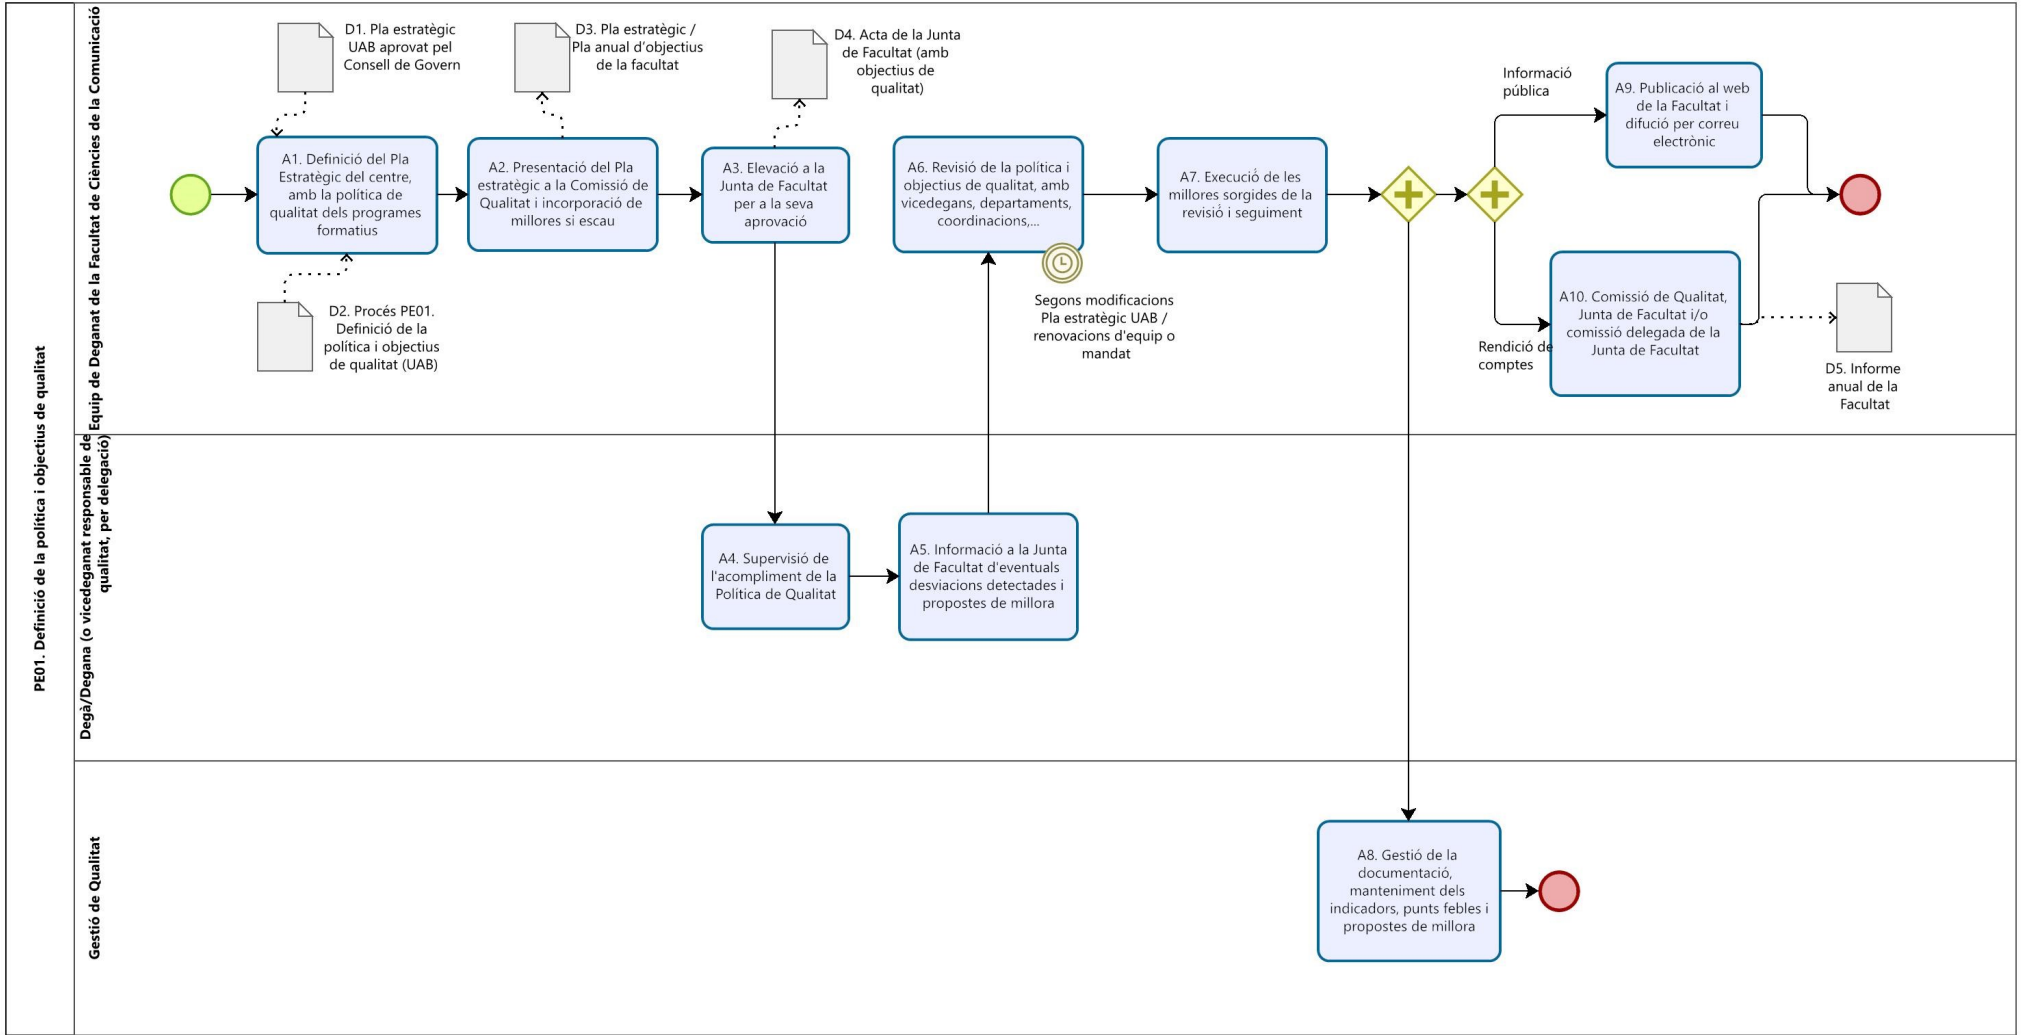 PE01. Definició de la política i objectius de qualitat
Equip de Deganat de la Facultat de Ciències de la Comunicació
D1. Pla estratègic
UAB aprovat pel
Consell de Govern
D3. Pla estratègic /
Pla anual d'objectius
de la facultat
D4. Acta de la Junta
de Facultat (amb
objectius de
qualitat)
A1. Definició del Pla
Estratègic del centre,
amb la política de
qualitat dels programes
formatius
A2. Presentació del Pla
estratègic a la Comissió de
Qualitat i incorporació de
millores si escau
A3. Elevació a la
Junta de Facultat
per a la seva
aprovació
A6. Revisió de la política i
objectius de qualitat, amb
vicedegans, departaments,
coordinacions,...
A7. Execució de les
millores sorgides de la
revisió i seguiment
Informació
pública
A9. Publicació al web
de la Facultat i
difució per correu
electrònic
D2. Procés PE01.
Definició de la
política i objectius
de qualitat (UAB)
Segons modificacions
Pla estratègic UAB /
renovacions d'equip o
mandat
Rendició de
comptes
A10. Comissió de Qualitat,
Junta de Facultat i/o
comissió delegada de la
Junta de Facultat
D5. Informe
anual de la
Facultat
Degà/Degana (o vicedeganat responsable de
qualitat, per delegació)
A4. Supervisió de
l'acompliment de la
Política de Qualitat
A5. Informació a la Junta
de Facultat d'eventuals
desviacions detectades i
propostes de millora
Gestió de Qualitat
A8. Gestió de la
documentació,
manteniment dels
indicadors, punts febles i
propostes de millora